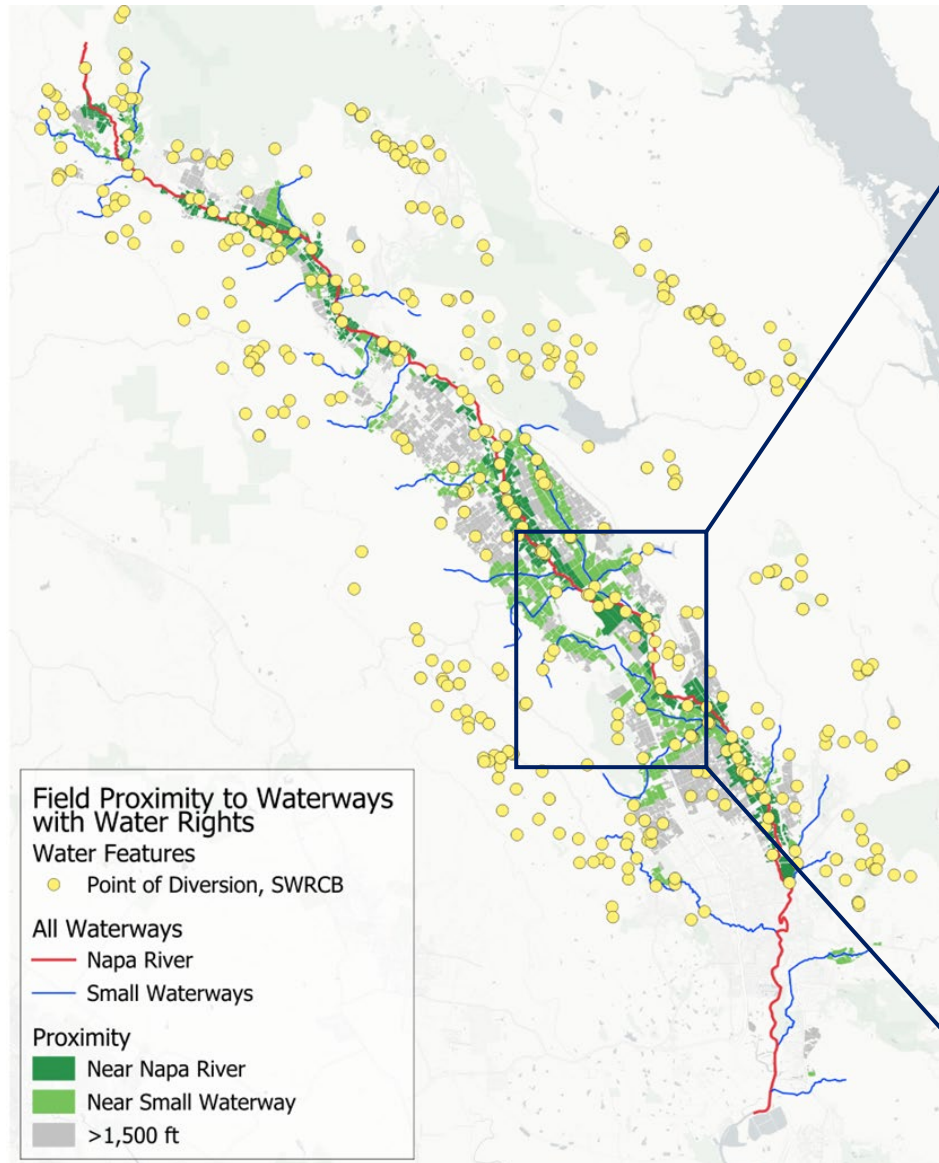 Field Proximity to Waterways
with Water Rights
Water Features
Point of Diversion, SWRCB
All Waterways
Napa River
Small Waterways
Proximity
Near Napa River
Near Small Waterway
>1,500 ft